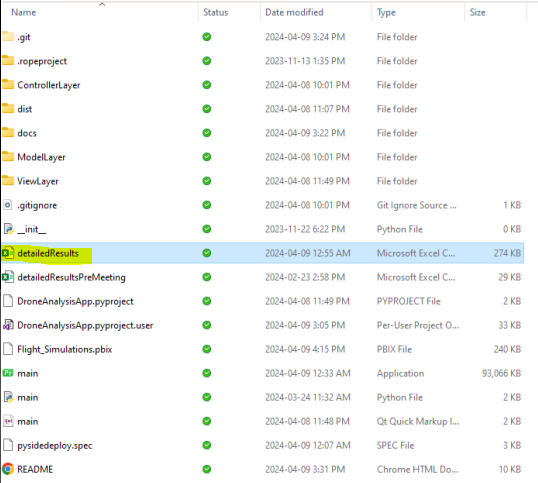 Name Status Date modified Type Size
.git 2024-04-09 3:24 PM File folder
.ropeproject 2023-11-13 1:35 PM File folder
ControllerLayer 2024-04-08 10:01 PM File folder
dist 2024-04-08 11:07 PM File folder
docs 2024-04-09 3:22 PM File folder
ModelLayer 2024-04-08 10:01 PM File folder
ViewLayer 2024-04-08 11:49 PM File folder
.gitignore 2024-04-08 10:01 PM Git Ignore Source ... 1 KB
__init__ 2023-11-22 6:22 PM Python File 0 KB
detailedResults 2024-04-09 12:55 AM Microsoft Excel C... 274 KB
detailedResultsPreMeeting 2024-02-23 2:58 PM Microsoft Excel C... 29 KB
DroneAnalysisApp.pyproject 2024-04-08 11:49 PM PYPROJECT File 2 KB
DroneAnalysisApp.pyproject.user 2024-04-09 3:05 PM Per-User Project O... 33 KB
Flight_Simulations.pbix 2024-04-09 4:15 PM PBIX File 240 KB
main 2024-04-09 12:33 AM Application 93,066 KB
main 2024-03-24 11:32 AM Python File 2 KB
main 2024-04-08 11:48 PM Qt Quick Markup l... 2 KB
pysidedeploy.spec 2024-04-09 12:07 AM SPEC File 3 KB
README 2024-04-09 3:31 PM Chrome HTML Do... 10 KB